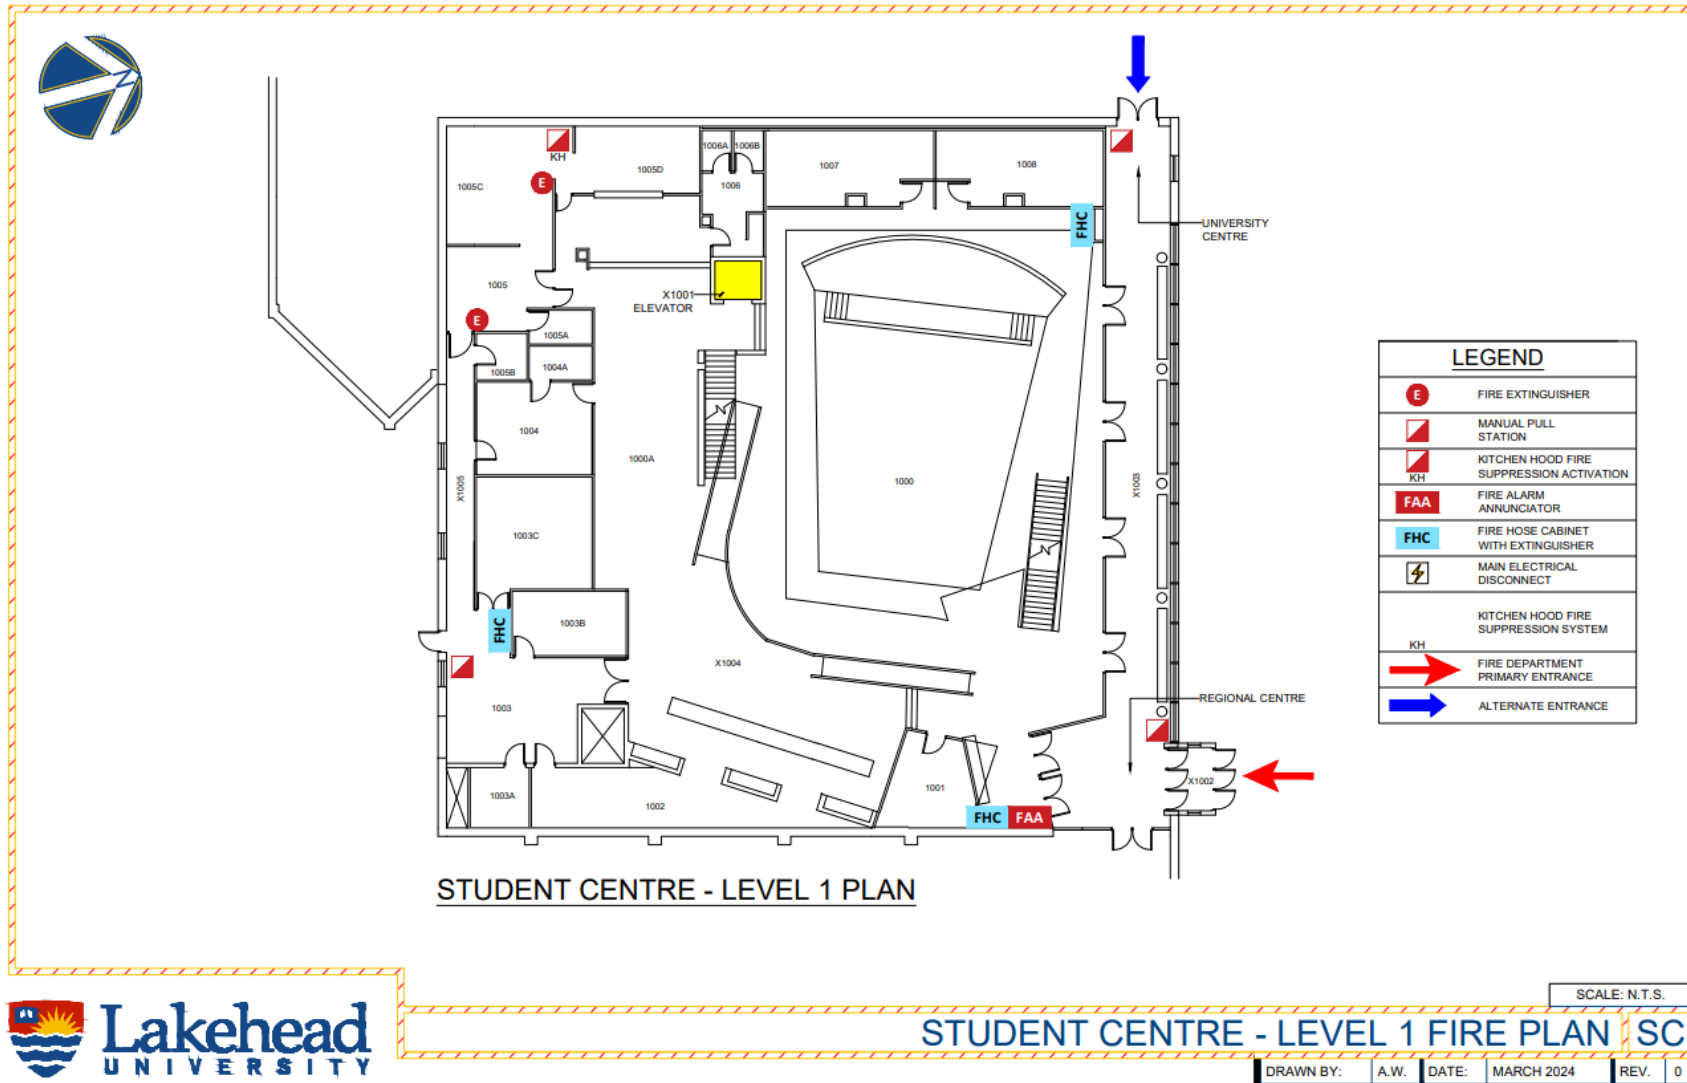 KH
1005C
E
1005D
1006A
1006B
1006
1007
1008
FHC
UNIVERSITY
CENTRE
1005
X1001
ELEVATOR
E
1005A
1005B
1004A
1004
1000A
1000
X1005
X1003
1003C
FHC
1003B
X1004
1003
REGIONAL CENTRE
1003A
1002
1001
X1002
FHC
FAA
STUDENT CENTRE - LEVEL 1 PLAN
LEGEND
E
FIRE EXTINGUISHER
MANUAL PULL
STATION
KH
KITCHEN HOOD FIRE
SUPPRESSION ACTIVATION
FAA
FIRE ALARM
ANNUNCIATOR
FHC
FIRE HOSE CABINET
WITH EXTINGUISHER
MAIN ELECTRICAL
DISCONNECT
KH
KITCHEN HOOD FIRE
SUPPRESSION SYSTEM
FIRE DEPARTMENT
PRIMARY ENTRANCE
ALTERNATE ENTRANCE
Lakehead
UNIVERSITY
SCALE: N.T.S.
STUDENT CENTRE - LEVEL 1 FIRE PLAN
SC
DRAWN BY: A.W. DATE: MARCH 2024 REV. 0